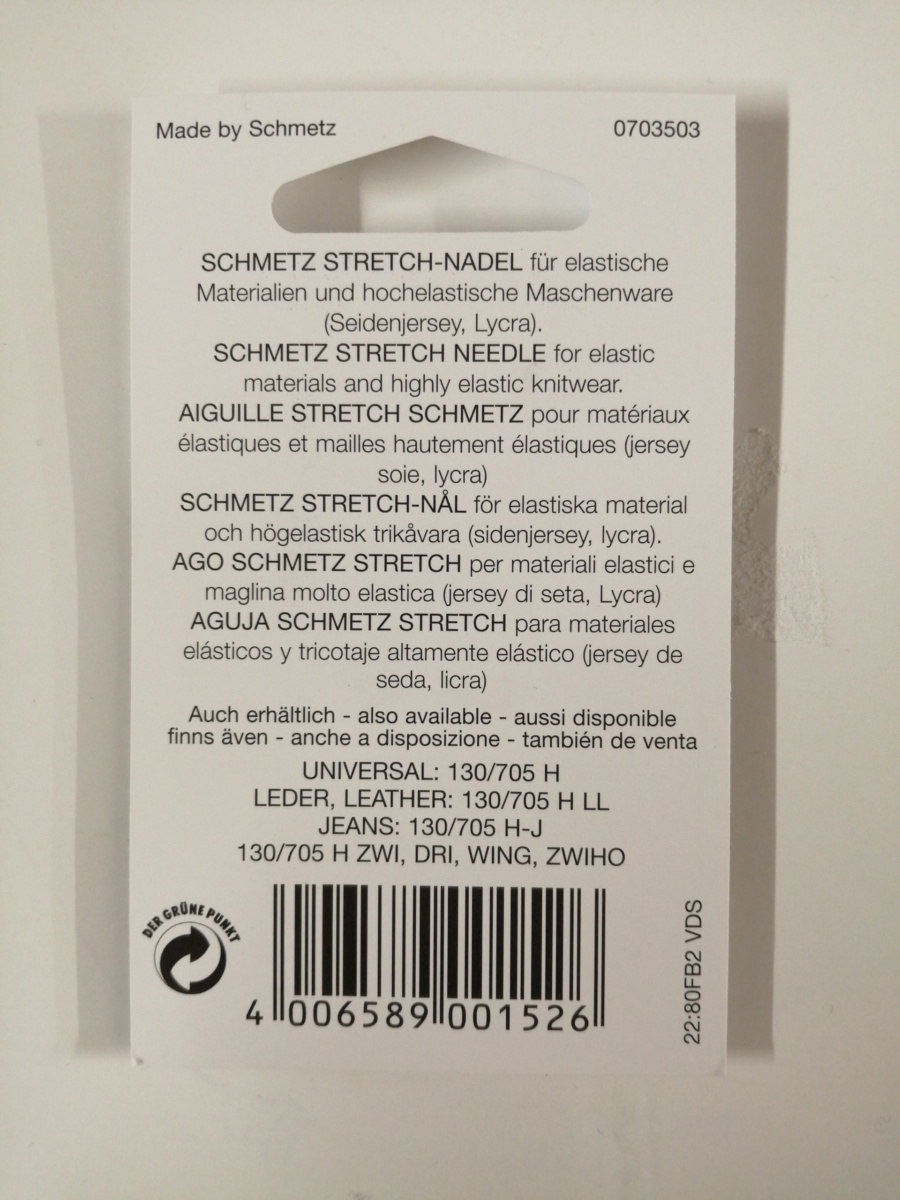 Made by Schmetz 0703503
SCHMETZ STRETCH-NADEL für elastische
Materialien und hochelastische Maschenware
(Seidenjersey, Lycra).
SCHMETZ STRETCH NEEDLE for elastic
materials and highly elastic knitwear.
AIGUILLE STRETCH SCHMETZ pour matériaux
élastiques et mailles hautement élastiques (jersey
soie, lycra)
SCHMETZ STRETCH-NÅL för elastiska material
och högelastisk trikåvara (sidenjersey, lycra).
AGO SCHMETZ STRETCH per materiali elastici e
maglina molto elastica (jersey di seta, Lycra)
AGUJA SCHMETZ STRETCH para materiales
elásticos y tricotaje altamente elástico (jersey de
seda, licra)
Auch erhältlich - also available - aussi disponible
finns även - anche a disposizione - también de venta
UNIVERSAL: 130/705 H
LEDER, LEATHER: 130/705 H LL
JEANS: 130/705 H-J
130/705 H ZWI, DRI, WING, ZWIHO
DER GRÜNE PUNKT
4 006589 001526
22:80FB2 VDS